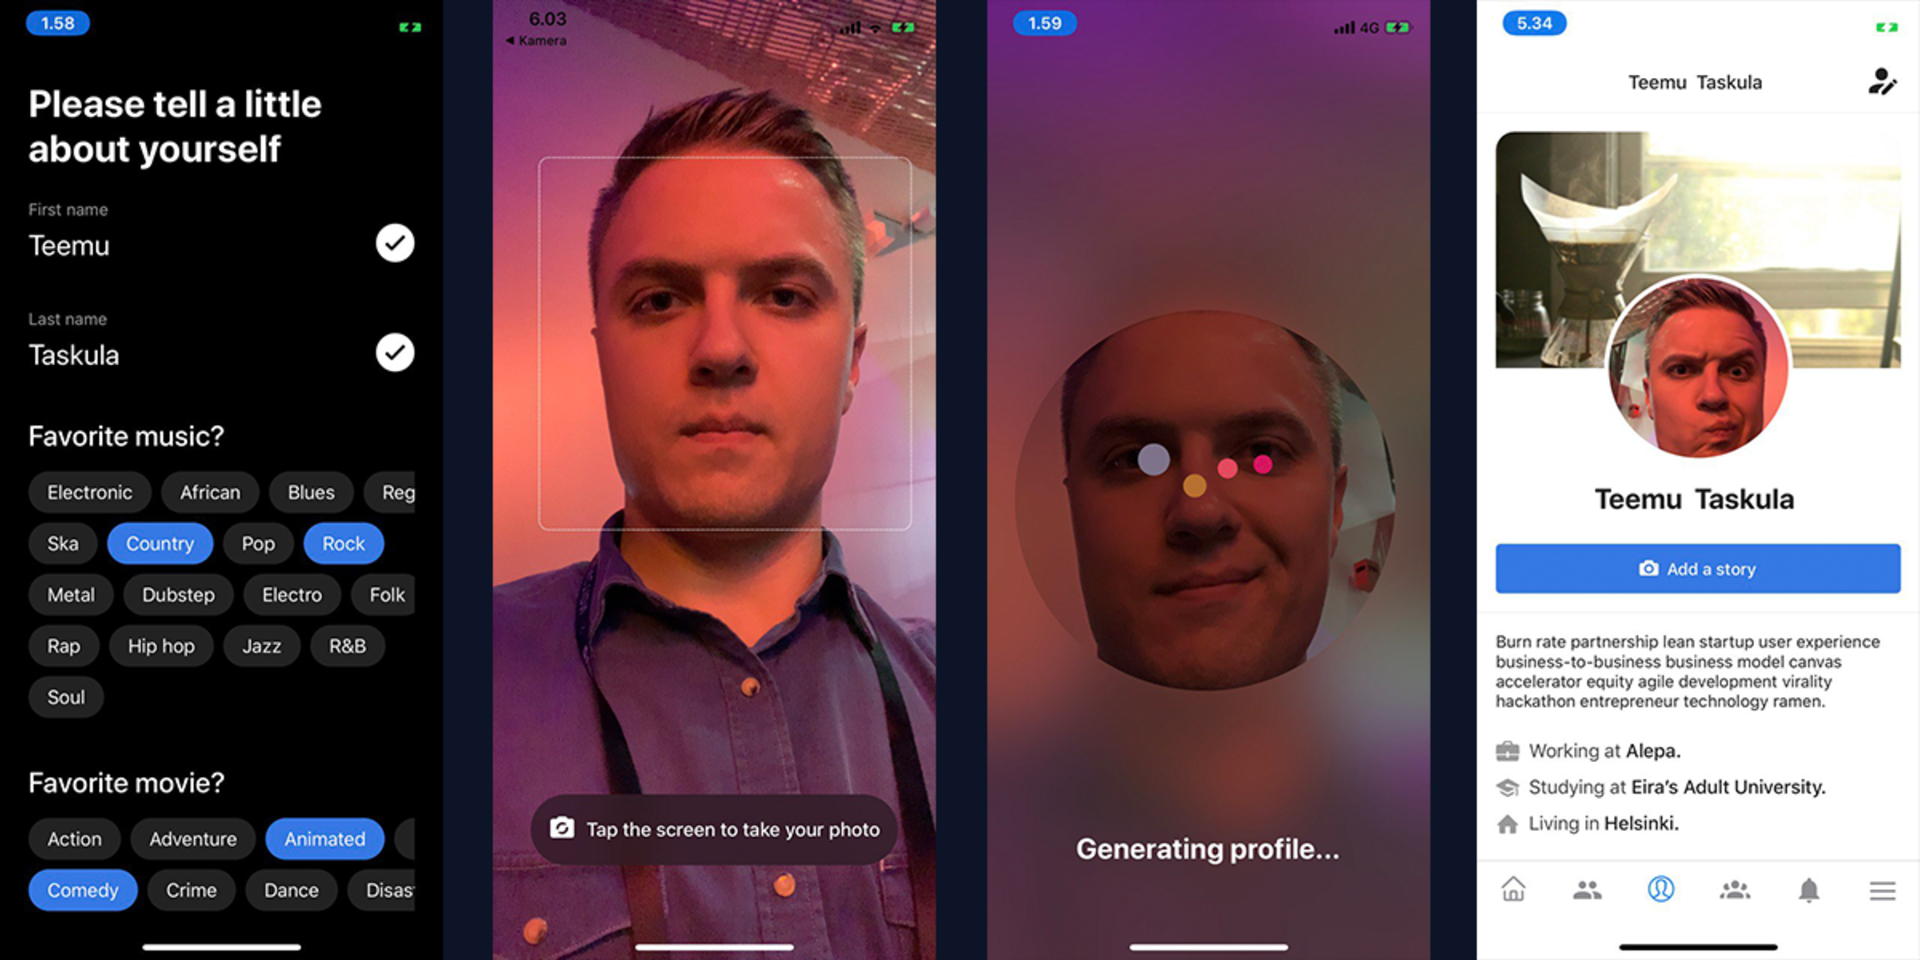 1.58
Please tell a little
about yourself
First name
Teemu
Last name
Taskula
Favorite music?
Electronic African Blues Reg
Ska Country Pop Rock
Metal Dubstep Electro Folk
Rap Hip hop Jazz R&B
Soul
Favorite movie?
Action Adventure Animated
Comedy Crime Dance Disas
6.03
Kamera
Tap the screen to take your photo
1.59
4G
Generating profile...
5.34
Teemu Taskula
Teemu Taskula
Add a story
Burn rate partnership lean startup user experience
business-to-business business model canvas
accelerator equity agile development virality
hackathon entrepreneur technology ramen.
Working at Alepa.
Studying at Eira's Adult University.
Living in Helsinki.